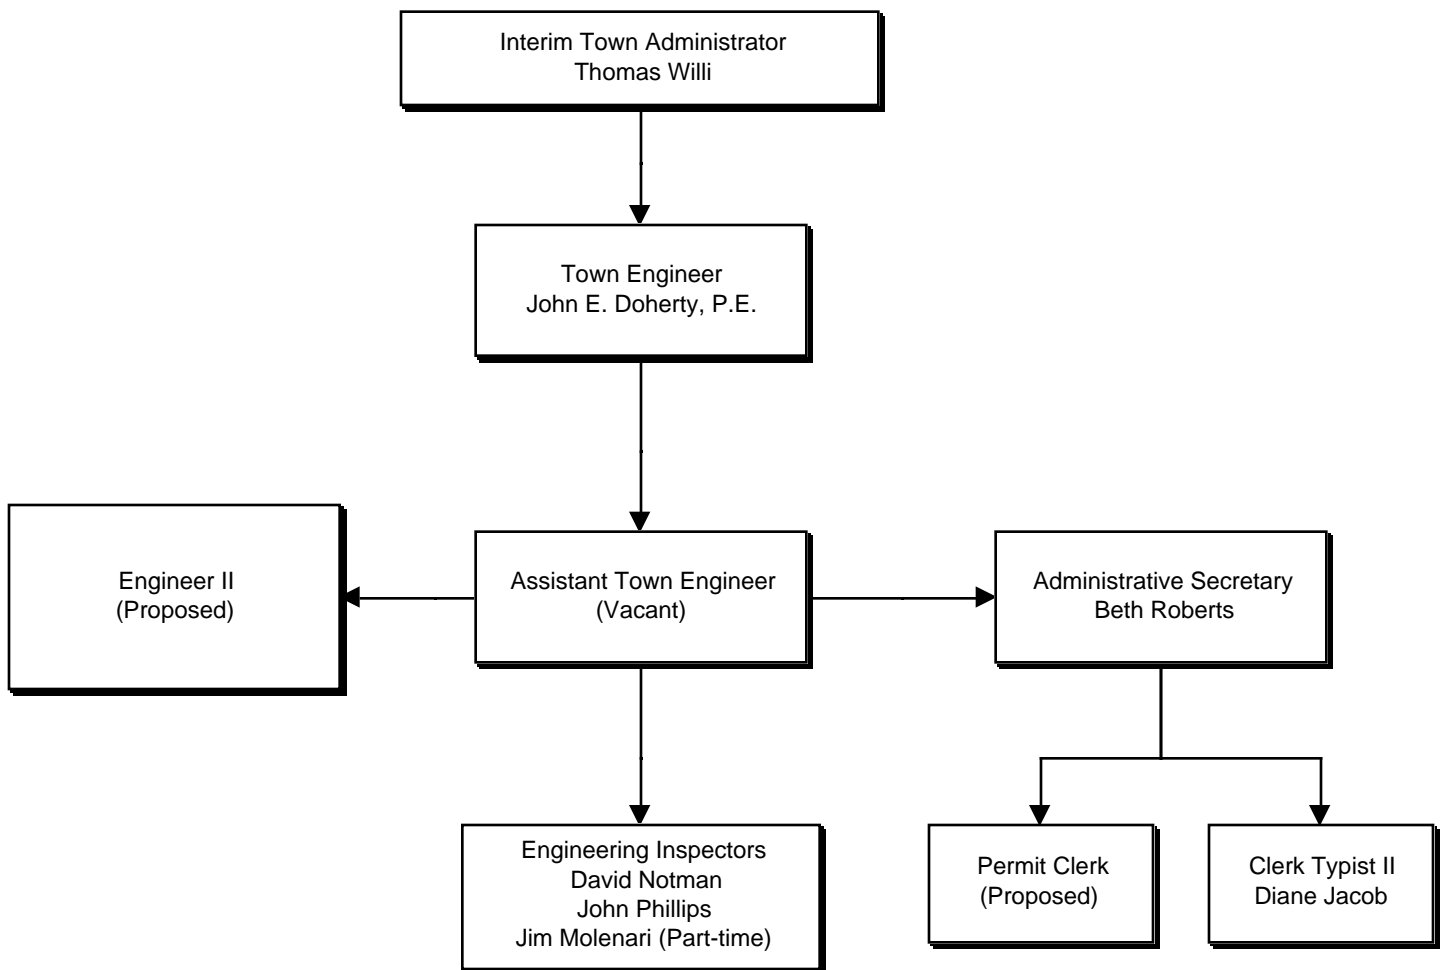 Interim Town Administrator
Thomas Willi
Town Engineer
John E. Doherty, P.E.
Engineer II
(Proposed)
Assistant Town Engineer
(Vacant)
Administrative Secretary
Beth Roberts
Engineering Inspectors
David Notman
John Phillips
Jim Molenari (Part-time)
Permit Clerk
(Proposed)
Clerk Typist II
Diane Jacob